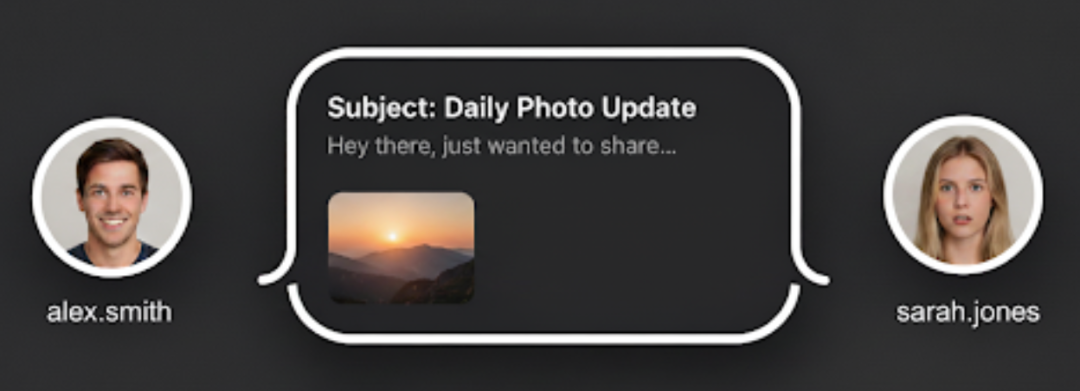 Subject: Daily Photo Update
Hey there, just wanted to share...
alex.smith
sarah.jones